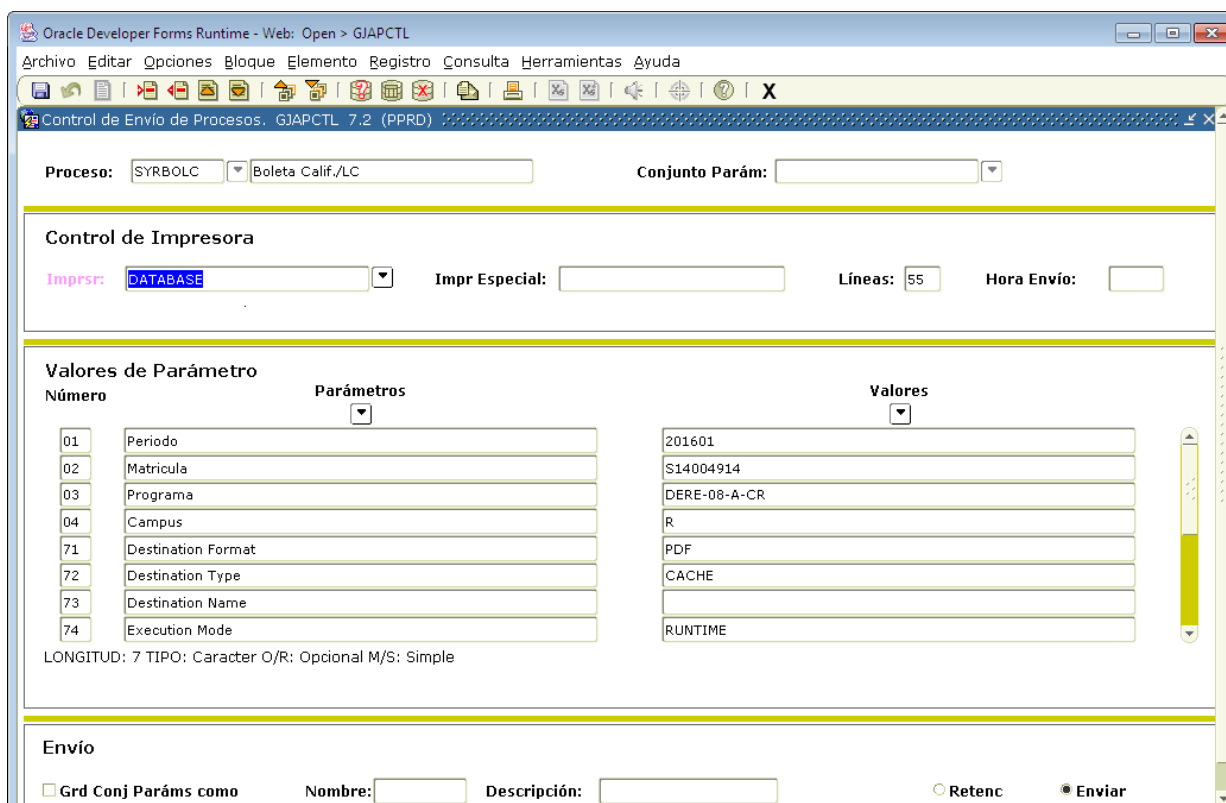 Oracle Developer Forms Runtime - Web: Open > GJAPCTL
Archivo Editar Opciones Bloque Elemento Registro Consulta Herramientas Ayuda
X
Control de Envío de Procesos. GJAPCTL 7.2 (PPRD)
Proceso: SYRBOLC Boleta Calif./LC Conjunto Parám:
Control de Impresora
Imprsr: DATABASE Impr Especial: Líneas: 55 Hora Envío:
Valores de Parámetro
Número Parámetros Valores
01 Periodo 201601
02 Matricula S14004914
03 Programa DERE-08-A-CR
04 Campus R
71 Destination Format PDF
72 Destination Type CACHE
73 Destination Name
74 Execution Mode RUNTIME
LONGITUD: 7 TIPO: Caracter O/R: Opcional M/S: Simple
Envío
Grd Conj Paráms como Nombre: Descripción: Retenc Enviar